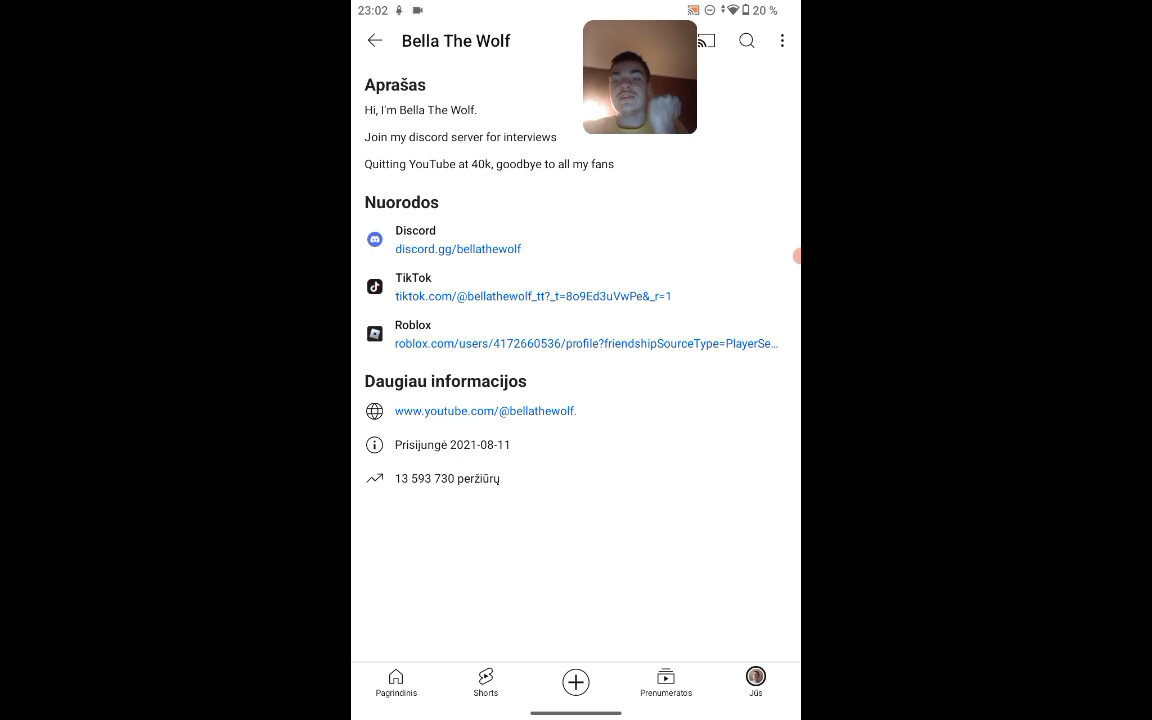 23:02
20 %
Bella The Wolf
Aprašas
Hi, I'm Bella The Wolf.
Join my discord server for interviews
Quitting YouTube at 40k, goodbye to all my fans
Nuorodos
Discord
discord.gg/bellathewolf
TikTok
tiktok.com/@bellathewolf_tt?_t=8o9Ed3uVwPe&_r=1
Roblox
roblox.com/users/4172660536/profile?friendshipSourceType=PlayerSe...
Daugiau informacijos
www.youtube.com/@bellathewolf.
Prisijungė 2021-08-11
13 593 730 peržiūrų
Pagrindinis
Shorts
Prenumeratos
Jūs